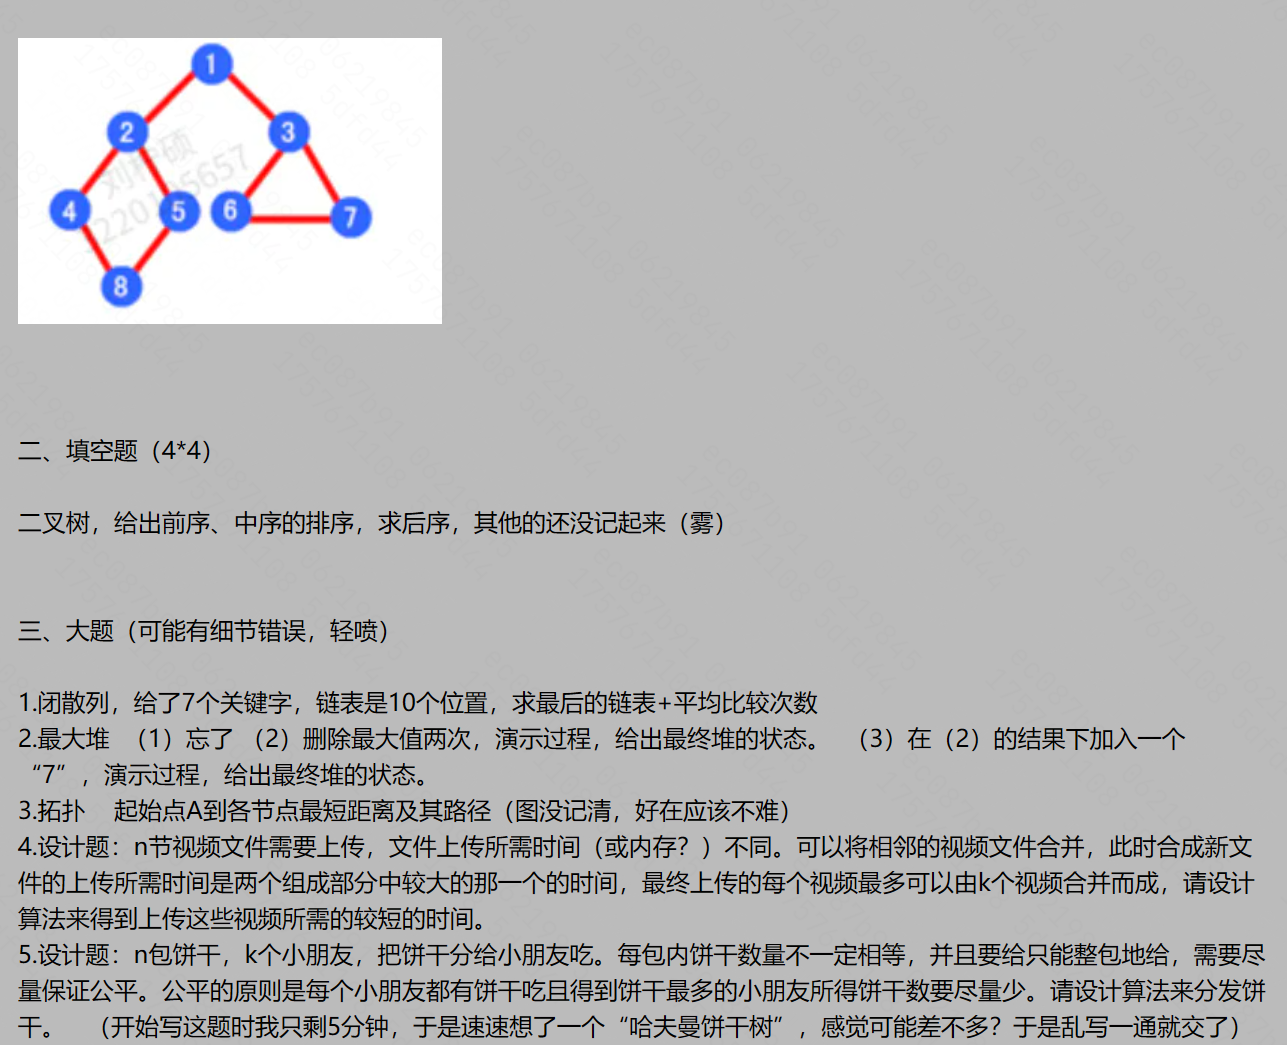 1
2
3
4
5
6
7
8
二、填空题（4*4）
二叉树，给出前序、中序的排序，求后序，其他的还没记起来（雾）
三、大题（可能有细节错误，轻喷）
1.闭散列，给了7个关键字，链表是10个位置，求最后的链表+平均比较次数
2.最大堆 （1）忘了 （2）删除最大值两次，演示过程，给出最终堆的状态。 （3）在（2）的结果下加入一个
“7”，演示过程，给出最终堆的状态。
3.拓扑 起始点A到各节点最短距离及其路径（图没记清，好在应该不难）
4.设计题：n节视频文件需要上传，文件上传所需时间（或内存？）不同。可以将相邻的视频文件合并，此时合成新文
件的上传所需时间是两个组成部分中较大的那一个的时间，最终上传的每个视频最多可以由k个视频合并而成，请设计
算法来得到上传这些视频所需的较短的时间。
5.设计题：n包饼干，k个小朋友，把饼干分给小朋友吃。每包内饼干数量不一定相等，并且要给只能整包地给，需要尽
量保证公平。公平的原则是每个小朋友都有饼干吃且得到饼干最多的小朋友所得饼干数要尽量少。请设计算法来分发饼
干。 （开始写这题时我只剩5分钟，于是速速想了一个“哈夫曼饼干树”，感觉可能差不多？于是乱写一通就交了）